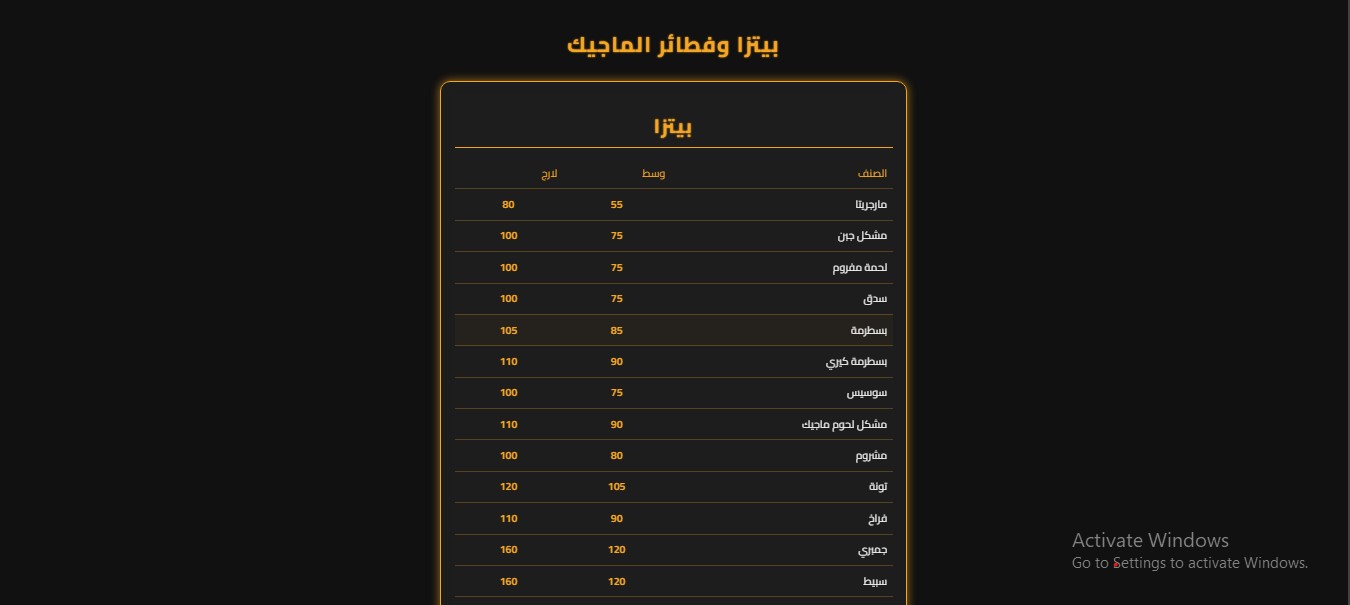 بيتزا وفطائر الماجيك
بيتزا
الصنف وسط لارج
مارجريتا 55 80
مشكل جبن 75 100
لحمة مفروم 75 100
سدق 75 100
بسطرمة 85 105
بسطرمة كيري 90 110
سوسيس 75 100
مشكل لحوم ماجيك 90 110
مشروم 80 100
تونة 105 120
فراخ 90 110
جمبري 120 160
سبيط 120 160
Activate Windows
Go to Settings to activate Windows.